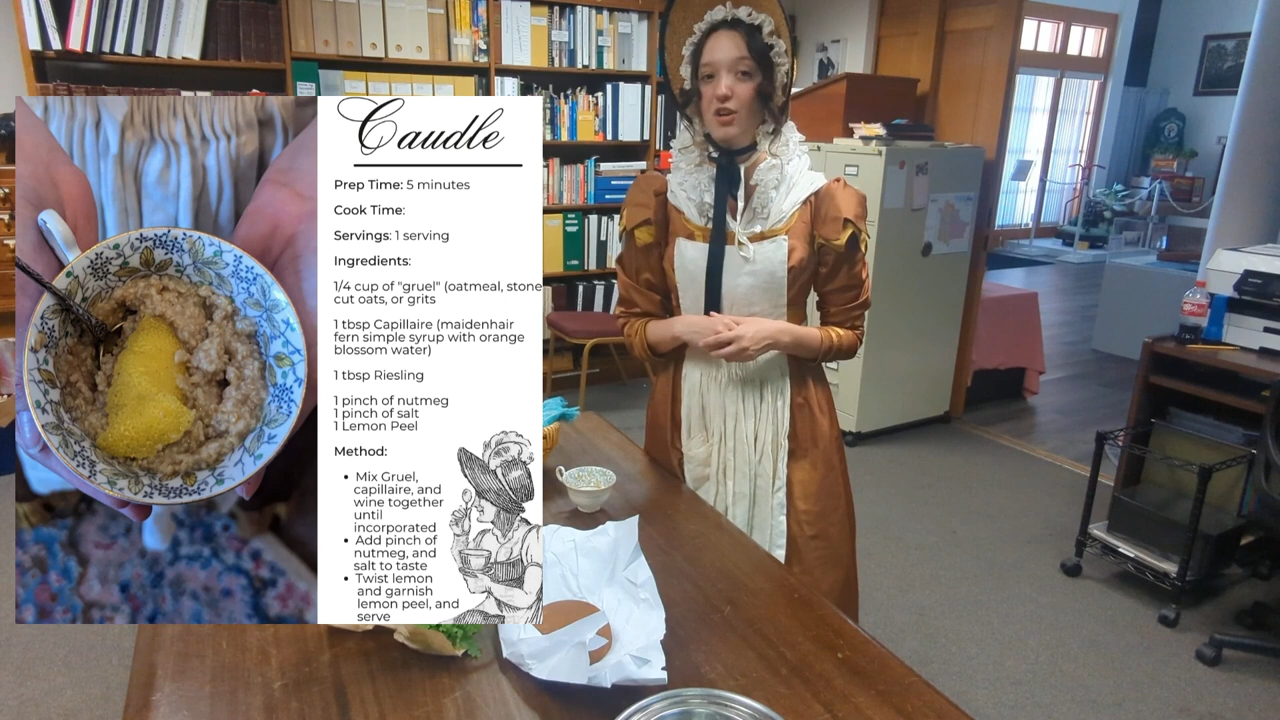 Caudle
Prep Time: 5 minutes
Cook Time:
Servings: 1 serving
Ingredients:
1/4 cup of "gruel" (oatmeal, stone
cut oats, or grits
1 tbsp Capillaire (maidenhair
fern simple syrup with orange
blossom water)
1 tbsp Riesling
1 pinch of nutmeg
1 pinch of salt
1 Lemon Peel
Method:
• Mix Gruel,
capillaire, and
wine together
until
incorporated
• Add pinch of
nutmeg, and
salt to taste
• Twist lemon
and garnish
lemon peel, and
serve